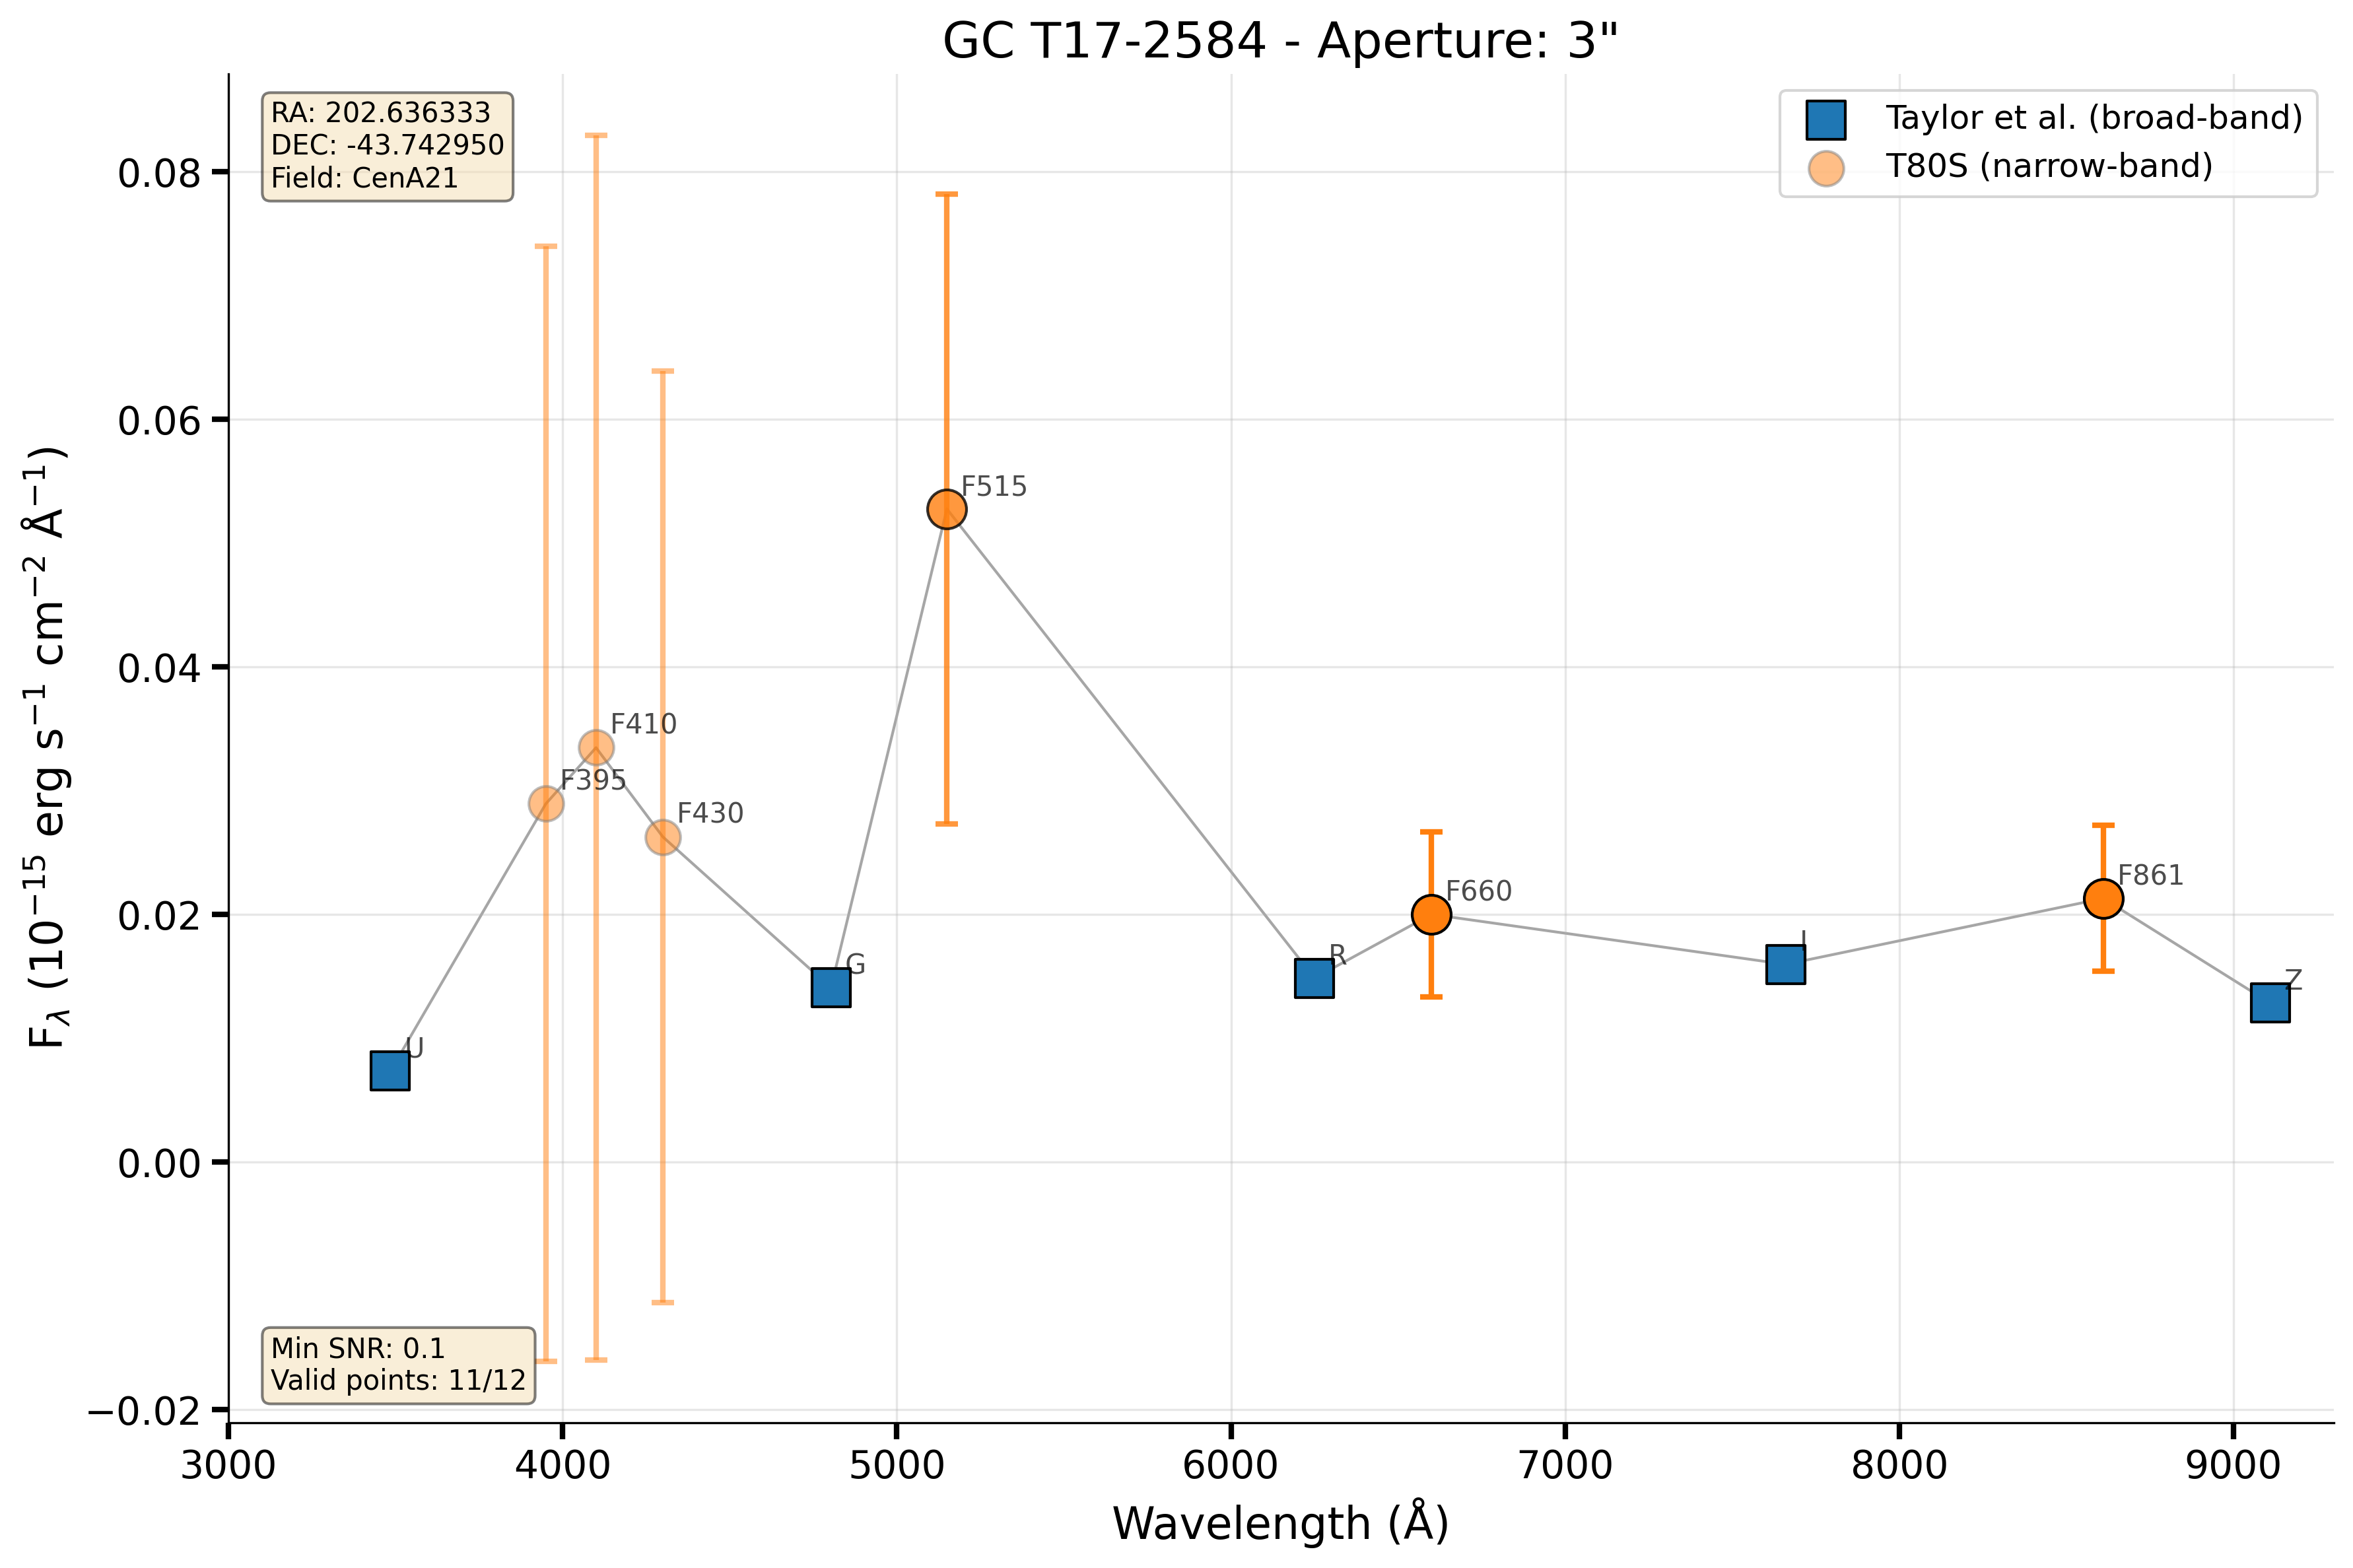 GC T17-2584 - Aperture: 3"
RA: 202.636333
DEC: -43.742950
Field: CenA21
Taylor et al. (broad-band)
T80S (narrow-band)
0.08
0.06
0.04
0.02
0.00
−0.02
F_λ (10⁻¹⁵ erg s⁻¹ cm⁻² Å⁻¹)
F515
F410
F395
F430
F861
F660
I
R
G
Z
U
Min SNR: 0.1
Valid points: 11/12
3000 4000 5000 6000 7000 8000 9000
Wavelength (Å)